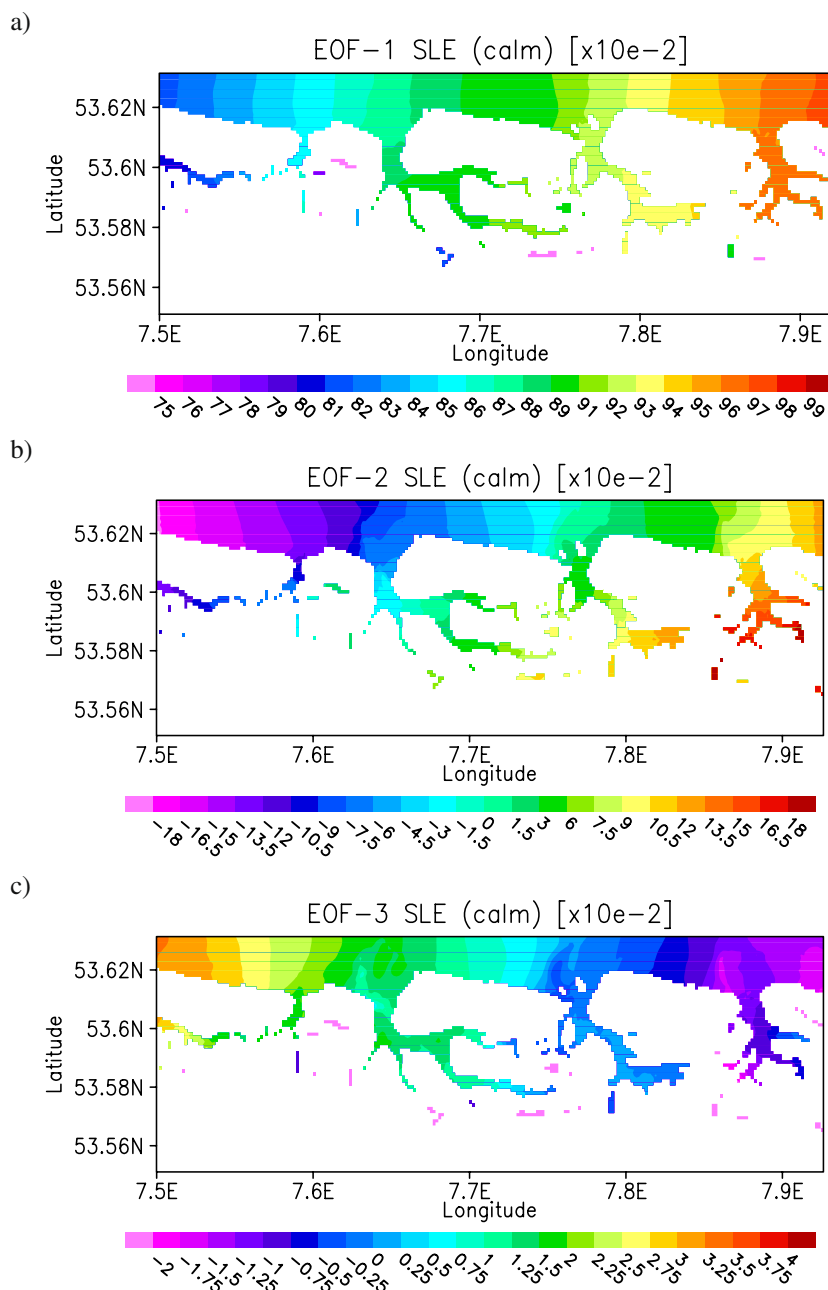 a)
EOF-1 SLE (calm) [x10e-2]
53.62N
53.6N
53.58N
53.56N
Latitude
7.5E 7.6E 7.7E 7.8E 7.9E
Longitude
75 76 77 78 79 80 81 82 83 84 85 86 87 88 89 91 92 93 94 95 96 97 98 99
b)
EOF-2 SLE (calm) [x10e-2]
53.62N
53.6N
53.58N
53.56N
Latitude
7.5E 7.6E 7.7E 7.8E 7.9E
Longitude
-18 -16.5 -15 -13.5 -12 -10.5 -9 -7.5 -6 -4.5 -3 -1.5 0 1.5 3 6 7.5 9 10.5 12 13.5 15 16.5 18
c)
EOF-3 SLE (calm) [x10e-2]
53.62N
53.6N
53.58N
53.56N
Latitude
7.5E 7.6E 7.7E 7.8E 7.9E
Longitude
-2 -1.75 -1.5 -1.25 -1 -0.75 -0.5 -0.25 0 0.25 0.5 0.75 1 1.25 1.5 2 2.25 2.5 2.75 3 3.25 3.5 3.75 4